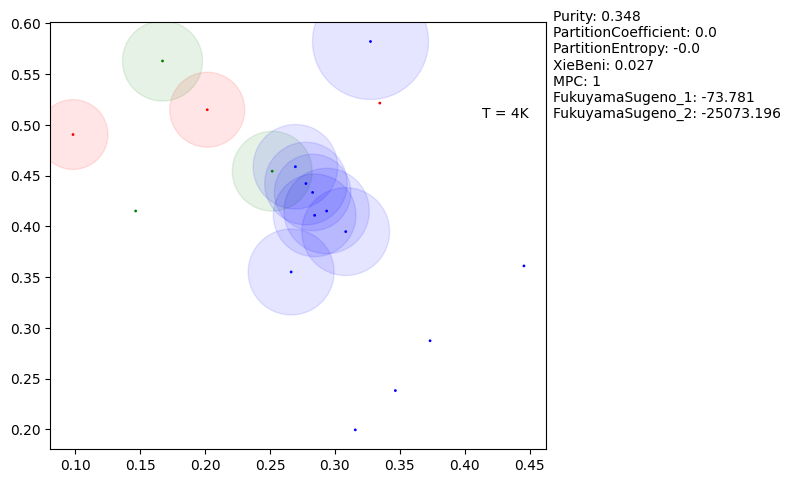 Purity: 0.348
PartitionCoefficient: 0.0
PartitionEntropy: -0.0
XieBeni: 0.027
MPC: 1
FukuyamaSugeno_1: -73.781
FukuyamaSugeno_2: -25073.196
T = 4K
0.60
0.55
0.50
0.45
0.40
0.35
0.30
0.25
0.20
0.10 0.15 0.20 0.25 0.30 0.35 0.40 0.45